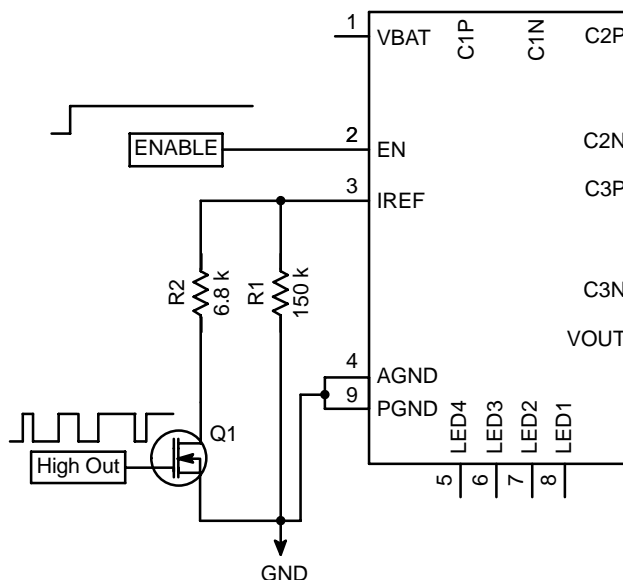 1
VBAT
C1P
C1N
C2P
ENABLE
2
EN
C2N
3
IREF
C3P
R2
6.8 k
R1
150 k
C3N
VOUT
4
AGND
9
PGND
LED4
LED3
LED2
LED1
5
6
7
8
Q1
High Out
GND